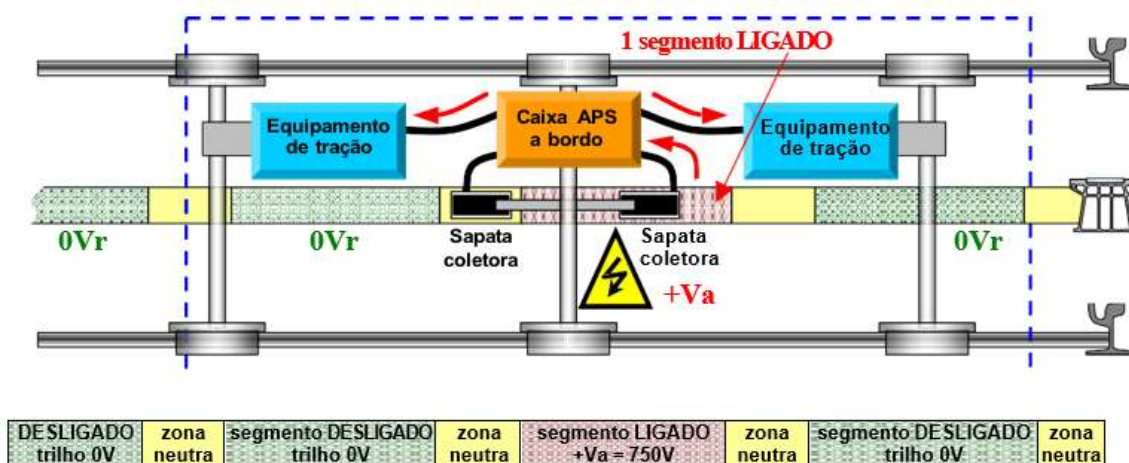 1 segmento LIGADO
Equipamento
de tração
Caixa APS
a bordo
Equipamento
de tração
0Vr
0Vr
Sapata
coletora
Sapata
coletora
0Vr
+Va
DESLIGADO
trilho 0V
zona
neutra
segmento DESLIGADO
trilho 0V
zona
neutra
segmento LIGADO
+Va = 750V
zona
neutra
segmento DESLIGADO
trilho 0V
zona
neutra